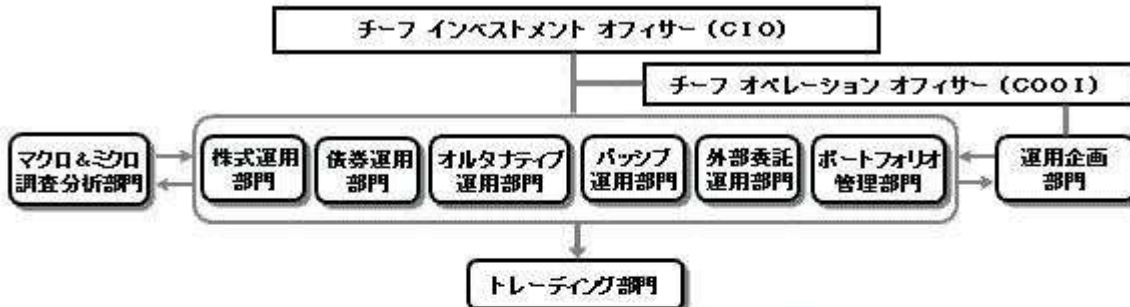 チーフ インベストメント オフィサー (CIO)
チーフ オペレーション オフィサー (COOI)
マクロ&ミクロ
調査分析部門
株式運用
部門
債券運用
部門
オルタナティブ
運用部門
パッシブ
運用部門
外部委託
運用部門
ポートフォリオ
管理部門
運用企画
部門
トレーディング部門